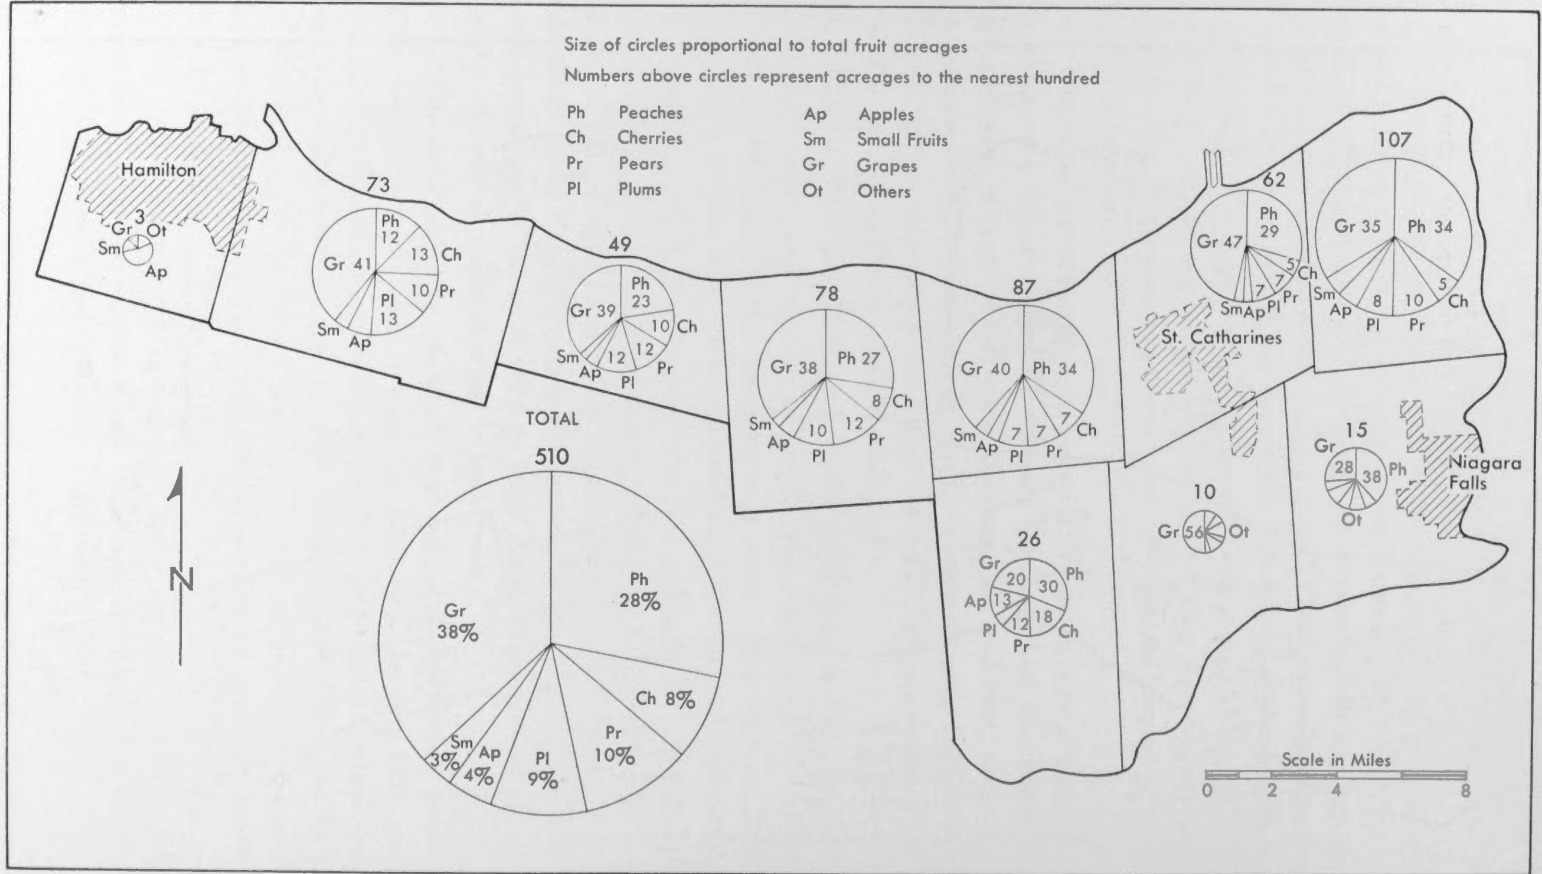 Size of circles proportional to total fruit acreages
Numbers above circles represent acreages to the nearest hundred
Ph Peaches
Ch Cherries
Pr Pears
Pl Plums
Ap Apples
Sm Small Fruits
Gr Grapes
Ot Others
Hamilton
3
Gr Ot
Sm
Ap
73
Ph
12
Gr 41
13 Ch
10 Pr
Pl
13
Sm
Ap
49
Ph
23
Gr 39
10 Ch
12 Pr
12
Pl
Sm
Ap
78
Gr 38
Ph 27
8 Ch
12 Pr
10
Pl
Sm
Ap
87
Gr 40
Ph 34
7 Ch
7 Pr
7
Pl
Sm
Ap
62
Ph
29
Gr 47
5 Ch
7 Pr
7 Pl
Sm Ap
St. Catharines
107
Gr 35
Ph 34
5 Ch
10
Pr
8
Pl
Sm
Ap
15
Gr
28
38 Ph
Ot
Niagara
Falls
10
Gr 56
Ot
26
Gr
20
30 Ph
Ap 13
18 Ch
12
Pr
Pl
TOTAL
510
Ph
28%
Gr
38%
Ch 8%
Pr
10%
Pl
9%
Ap
4%
Sm
3%
N
Scale in Miles
0 2 4 8